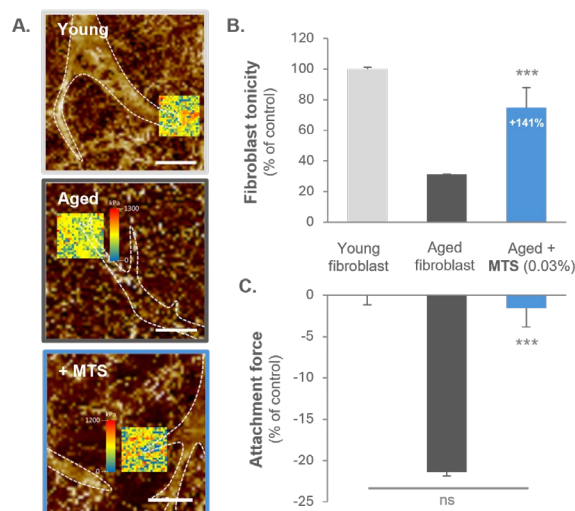 A.
Young
Aged
kPa
1300
0
+ MTS
kPa
1200
0
B.
Fibroblast tonicity
(% of control)
120
100
80
60
40
20
0
***
+141%
Young
fibroblast
Aged
fibroblast
Aged +
MTS (0.03%)
C.
Attachment force
(% of control)
0
-5
-10
-15
-20
-25
***
ns